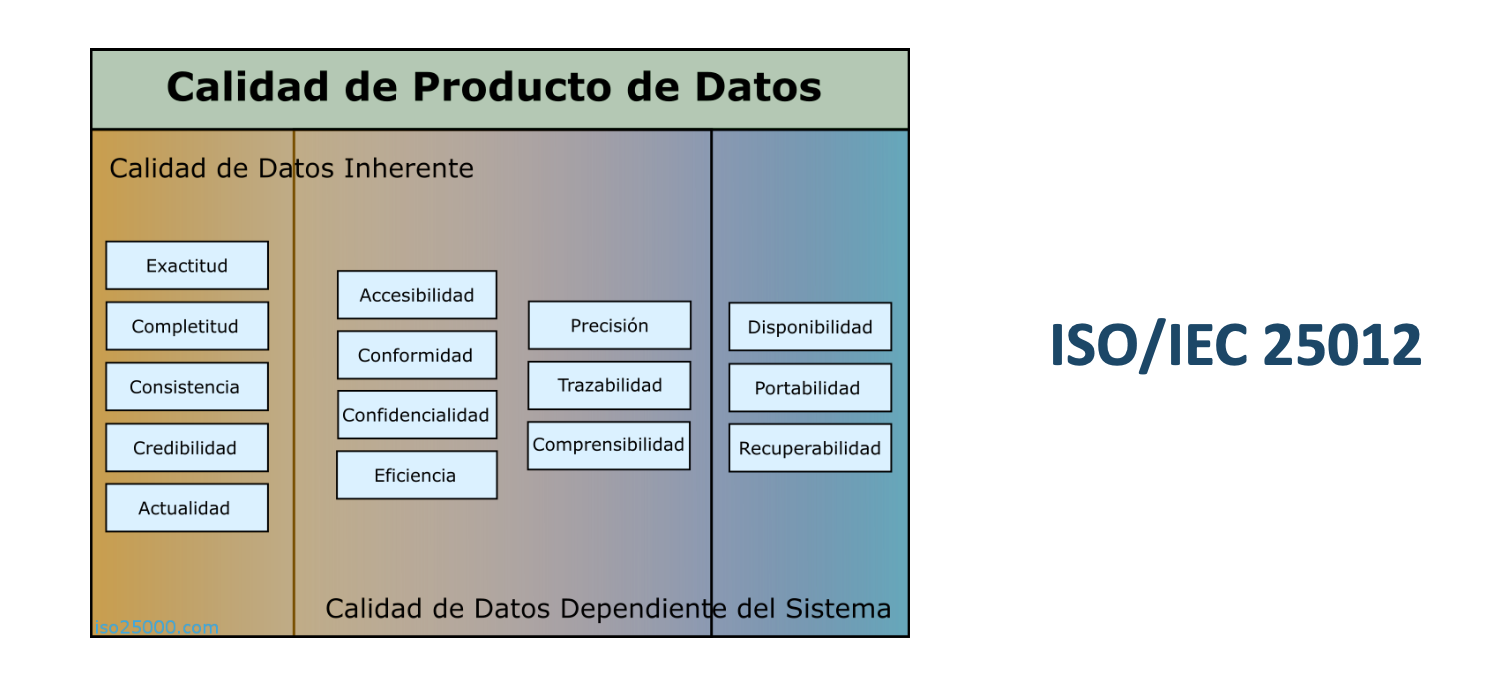 Calidad de Producto de Datos
Calidad de Datos Inherente
Exactitud
Completitud
Consistencia
Credibilidad
Actualidad
Accesibilidad
Conformidad
Confidencialidad
Eficiencia
Precisión
Trazabilidad
Comprensibilidad
Disponibilidad
Portabilidad
Recuperabilidad
Calidad de Datos Dependiente del Sistema
iso25000.com
ISO/IEC 25012